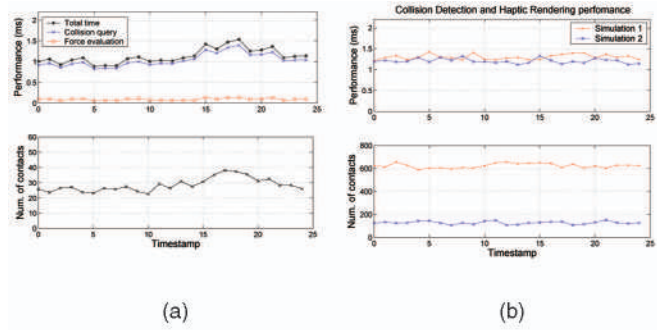 Total time
Collision query
Force evaluation
Performance (ms)
2
1.5
1
0.5
0
0 5 10 15 20 25
Num. of contacts
60
50
40
30
20
10
0
0 5 10 15 20 25
Timestamp
(a)
Collision Detection and Haptic Rendering perfomance
Simulation 1
Simulation 2
Performance (ms)
2
1.5
1
0.5
0
0 5 10 15 20 25
Num. of contacts
800
600
400
200
0
0 5 10 15 20 25
Timestamp
(b)